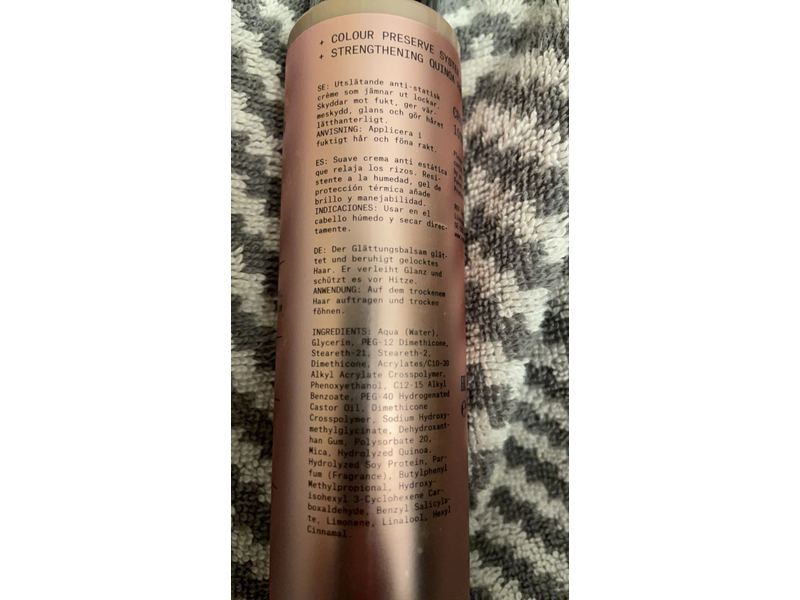 + COLOUR PRESERVE SYSTEM
+ STRENGTHENING QUINOA
SE: Utslätande anti-statisk
crème som jämnar ut lockar.
Skyddar mot fukt, ger vär-
meskydd, glans och gör håret
lätthanterligt.
ANVISNING: Applicera i
fuktigt hår och föna rakt.
ES: Suave crema anti estática
que relaja los rizos. Resi-
stente a la humedad, gel de
protección térmica añade
brillo y manejabilidad.
INDICACIONES: Usar en el
cabello húmedo y secar direc-
tamente.
DE: Der Glättungsbalsam glät-
tet und beruhigt gelocktes
Haar. Er verleiht Glanz und
schützt es vor Hitze.
ANWENDUNG: Auf dem trockenem
Haar auftragen und trocken
föhnen.
INGREDIENTS: Aqua (Water),
Glycerin, PEG-12 Dimethicone,
Steareth-21, Steareth-2,
Dimethicone, Acrylates/C10-30
Alkyl Acrylate Crosspolymer,
Phenoxyethanol, C12-15 Alkyl
Benzoate, PEG-40 Hydrogenated
Castor Oil, Dimethicone
Crosspolymer, Sodium Hydroxy-
methylglycinate, Dehydroxant-
han Gum, Polysorbate 20,
Mica, Hydrolyzed Quinoa,
Hydrolyzed Soy Protein, Par-
fum (Fragrance), Butylphenyl
Methylpropional, Hydroxy-
isohexyl 3-Cyclohexene Car-
boxaldehyde, Benzyl Salicyla-
te, Limonene, Linalool, Hexyl
Cinnamal.